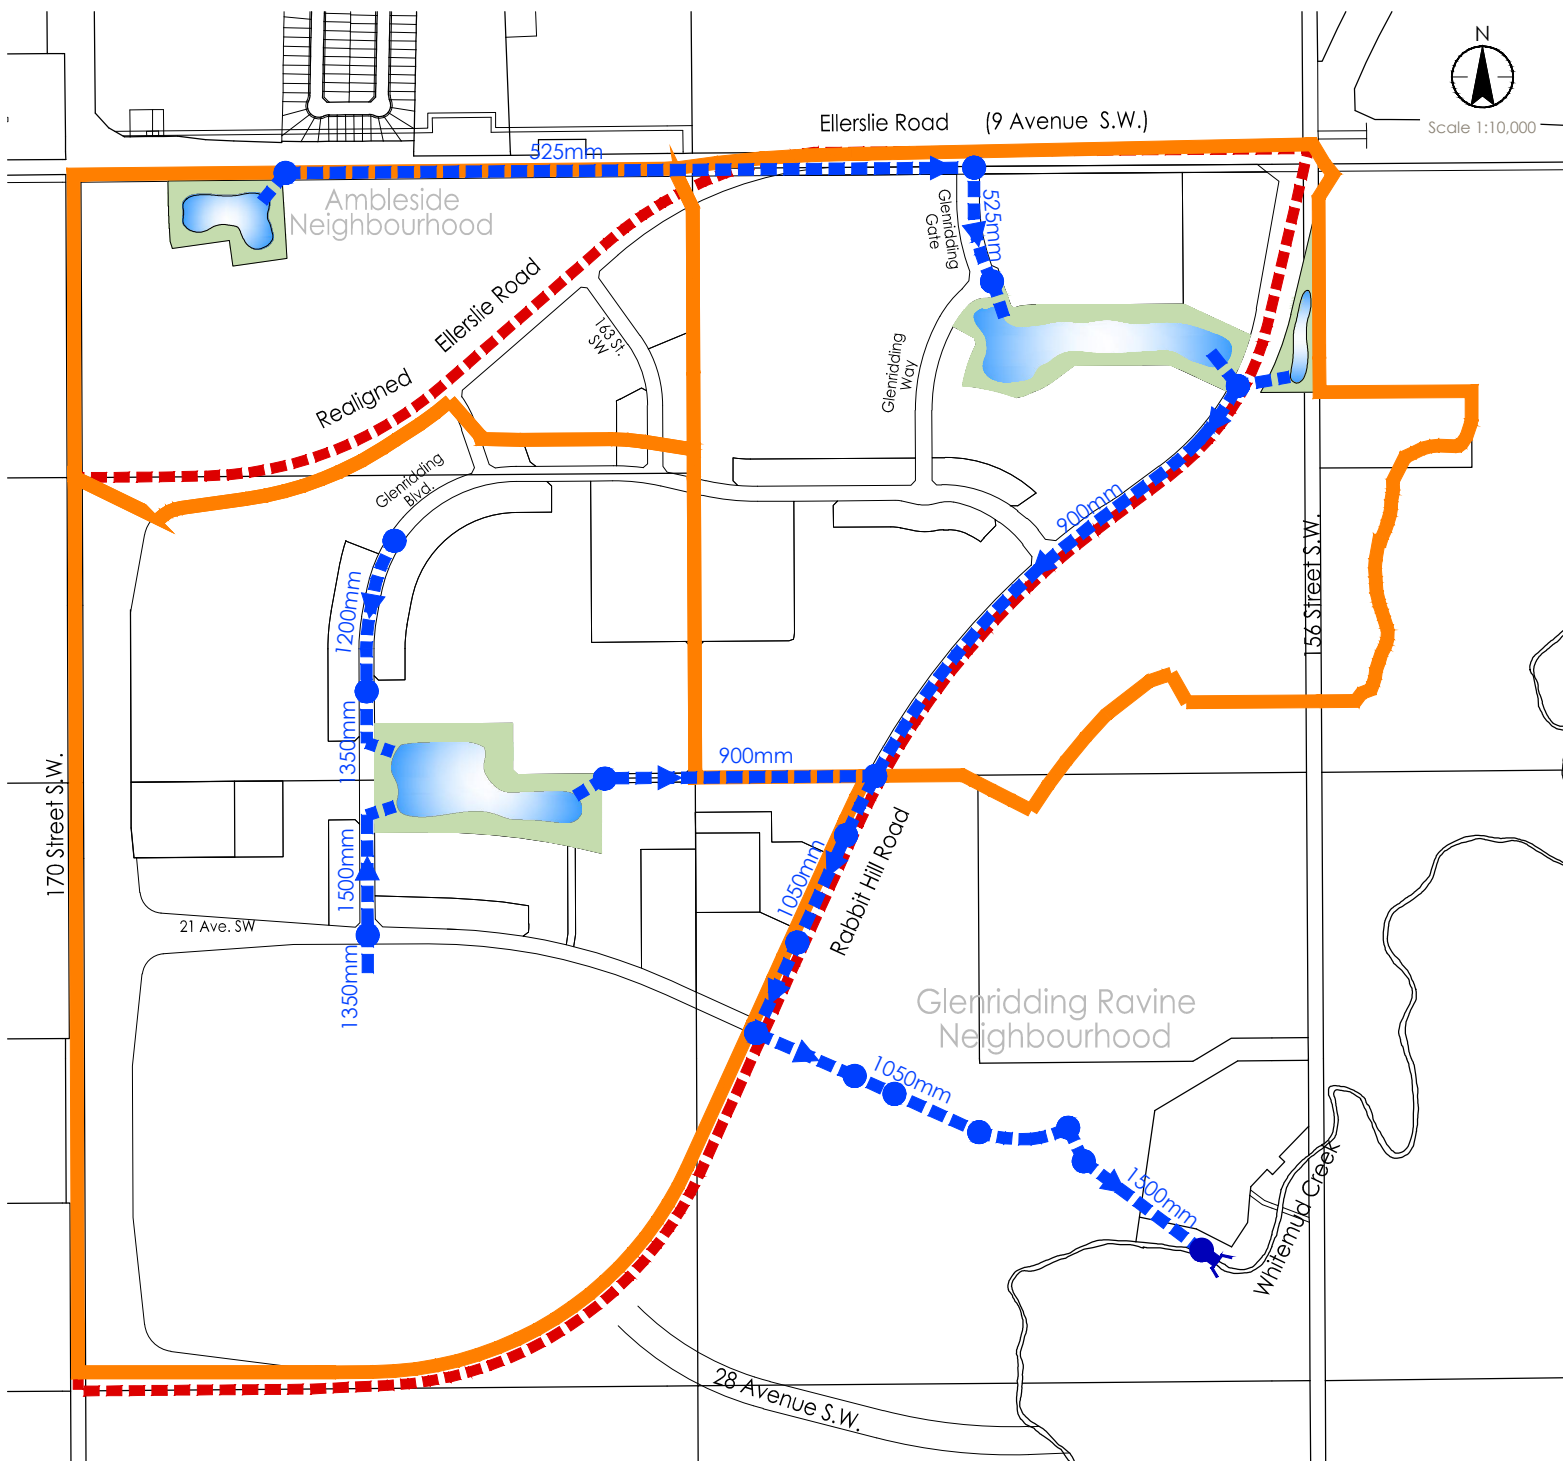 N
Scale 1:10,000
Ellerslie Road (9 Avenue S.W.)
525mm
Ambleside
Neighbourhood
525mm
Glenridding
Gate
Realigned Ellerslie Road
163 St.
SW
Glenridding
Way
Glenridding
Blvd.
900mm
156 Street S.W.
1200mm
1350mm
900mm
170 Street S.W.
1500mm
1050mm
Rabbit Hill Road
21 Ave. SW
1350mm
Glenridding Ravine
Neighbourhood
1050mm
1500mm
Whitemud Creek
28 Avenue S.W.